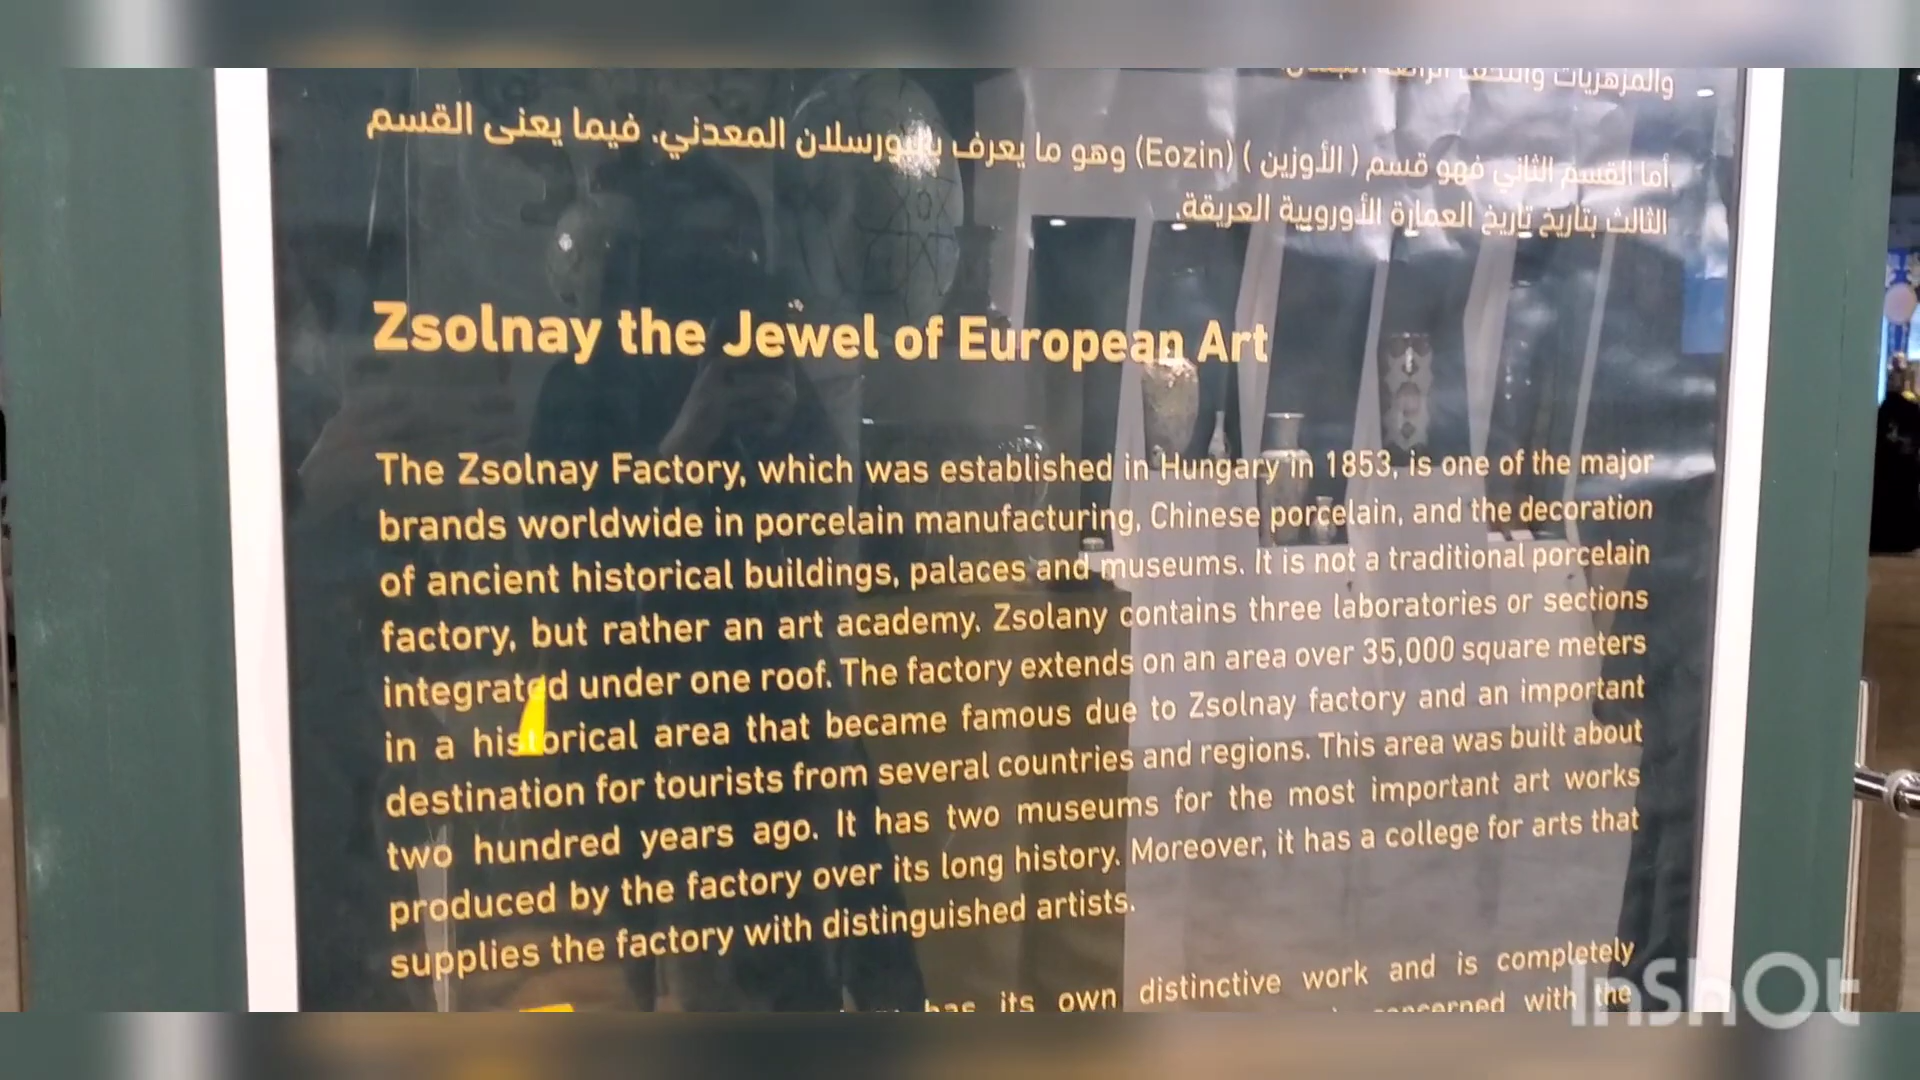 والمزهريات والتحف الرائعة
أما القسم الثاني فهو قسم ( الأوزين ) (Eozin) وهو ما يعرف بالبورسلان المعدني. فيما يعنى القسم
الثالث بتاريخ تاريخ العمارة الأوروبية العريقة.
Zsolnay the Jewel of European Art
The Zsolnay Factory, which was established in Hungary in 1853, is one of the major
brands worldwide in porcelain manufacturing, Chinese porcelain, and the decoration
of ancient historical buildings, palaces and museums. It is not a traditional porcelain
factory, but rather an art academy. Zsolany contains three laboratories or sections
integrated under one roof. The factory extends on an area over 35,000 square meters
in a historical area that became famous due to Zsolnay factory and an important
destination for tourists from several countries and regions. This area was built about
two hundred years ago. It has two museums for the most important art works
produced by the factory over its long history. Moreover, it has a college for arts that
supplies the factory with distinguished artists.
has its own distinctive work and is completely
concerned with the
InShOt